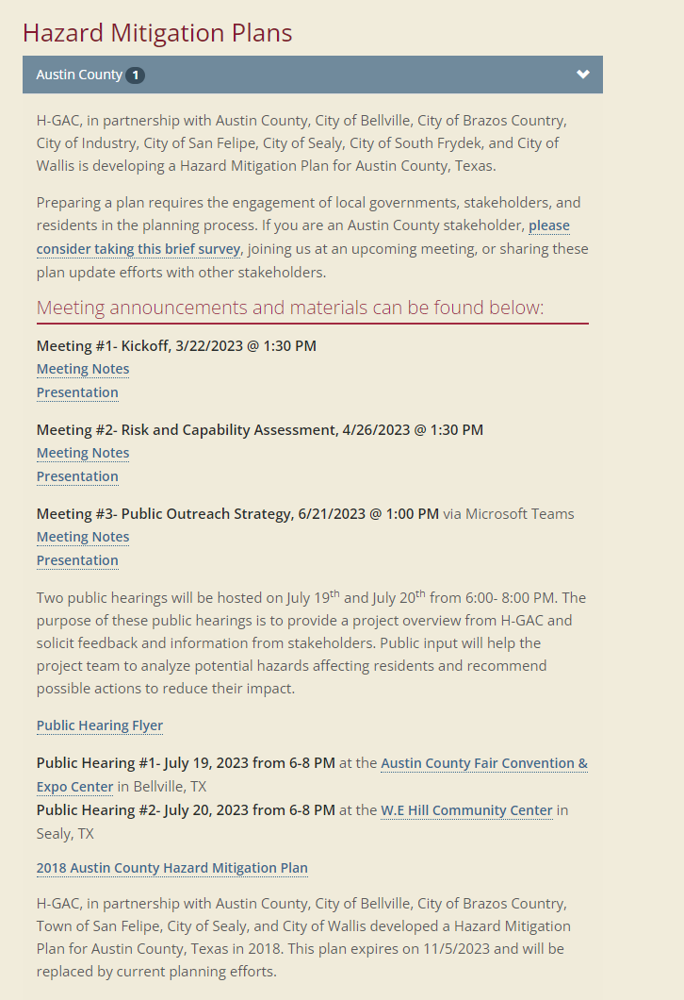 Hazard Mitigation Plans
Austin County 1
H-GAC, in partnership with Austin County, City of Bellville, City of Brazos Country,
City of Industry, City of San Felipe, City of Sealy, City of South Frydek, and City of
Wallis is developing a Hazard Mitigation Plan for Austin County, Texas.
Preparing a plan requires the engagement of local governments, stakeholders, and
residents in the planning process. If you are an Austin County stakeholder, please
consider taking this brief survey, joining us at an upcoming meeting, or sharing these
plan update efforts with other stakeholders.
Meeting announcements and materials can be found below:
Meeting #1- Kickoff, 3/22/2023 @ 1:30 PM
Meeting Notes
Presentation
Meeting #2- Risk and Capability Assessment, 4/26/2023 @ 1:30 PM
Meeting Notes
Presentation
Meeting #3- Public Outreach Strategy, 6/21/2023 @ 1:00 PM via Microsoft Teams
Meeting Notes
Presentation
Two public hearings will be hosted on July 19th and July 20th from 6:00- 8:00 PM. The
purpose of these public hearings is to provide a project overview from H-GAC and
solicit feedback and information from stakeholders. Public input will help the
project team to analyze potential hazards affecting residents and recommend
possible actions to reduce their impact.
Public Hearing Flyer
Public Hearing #1- July 19, 2023 from 6-8 PM at the Austin County Fair Convention &
Expo Center in Bellville, TX
Public Hearing #2- July 20, 2023 from 6-8 PM at the W.E Hill Community Center in
Sealy, TX
2018 Austin County Hazard Mitigation Plan
H-GAC, in partnership with Austin County, City of Bellville, City of Brazos Country,
Town of San Felipe, City of Sealy, and City of Wallis developed a Hazard Mitigation
Plan for Austin County, Texas in 2018. This plan expires on 11/5/2023 and will be
replaced by current planning efforts.